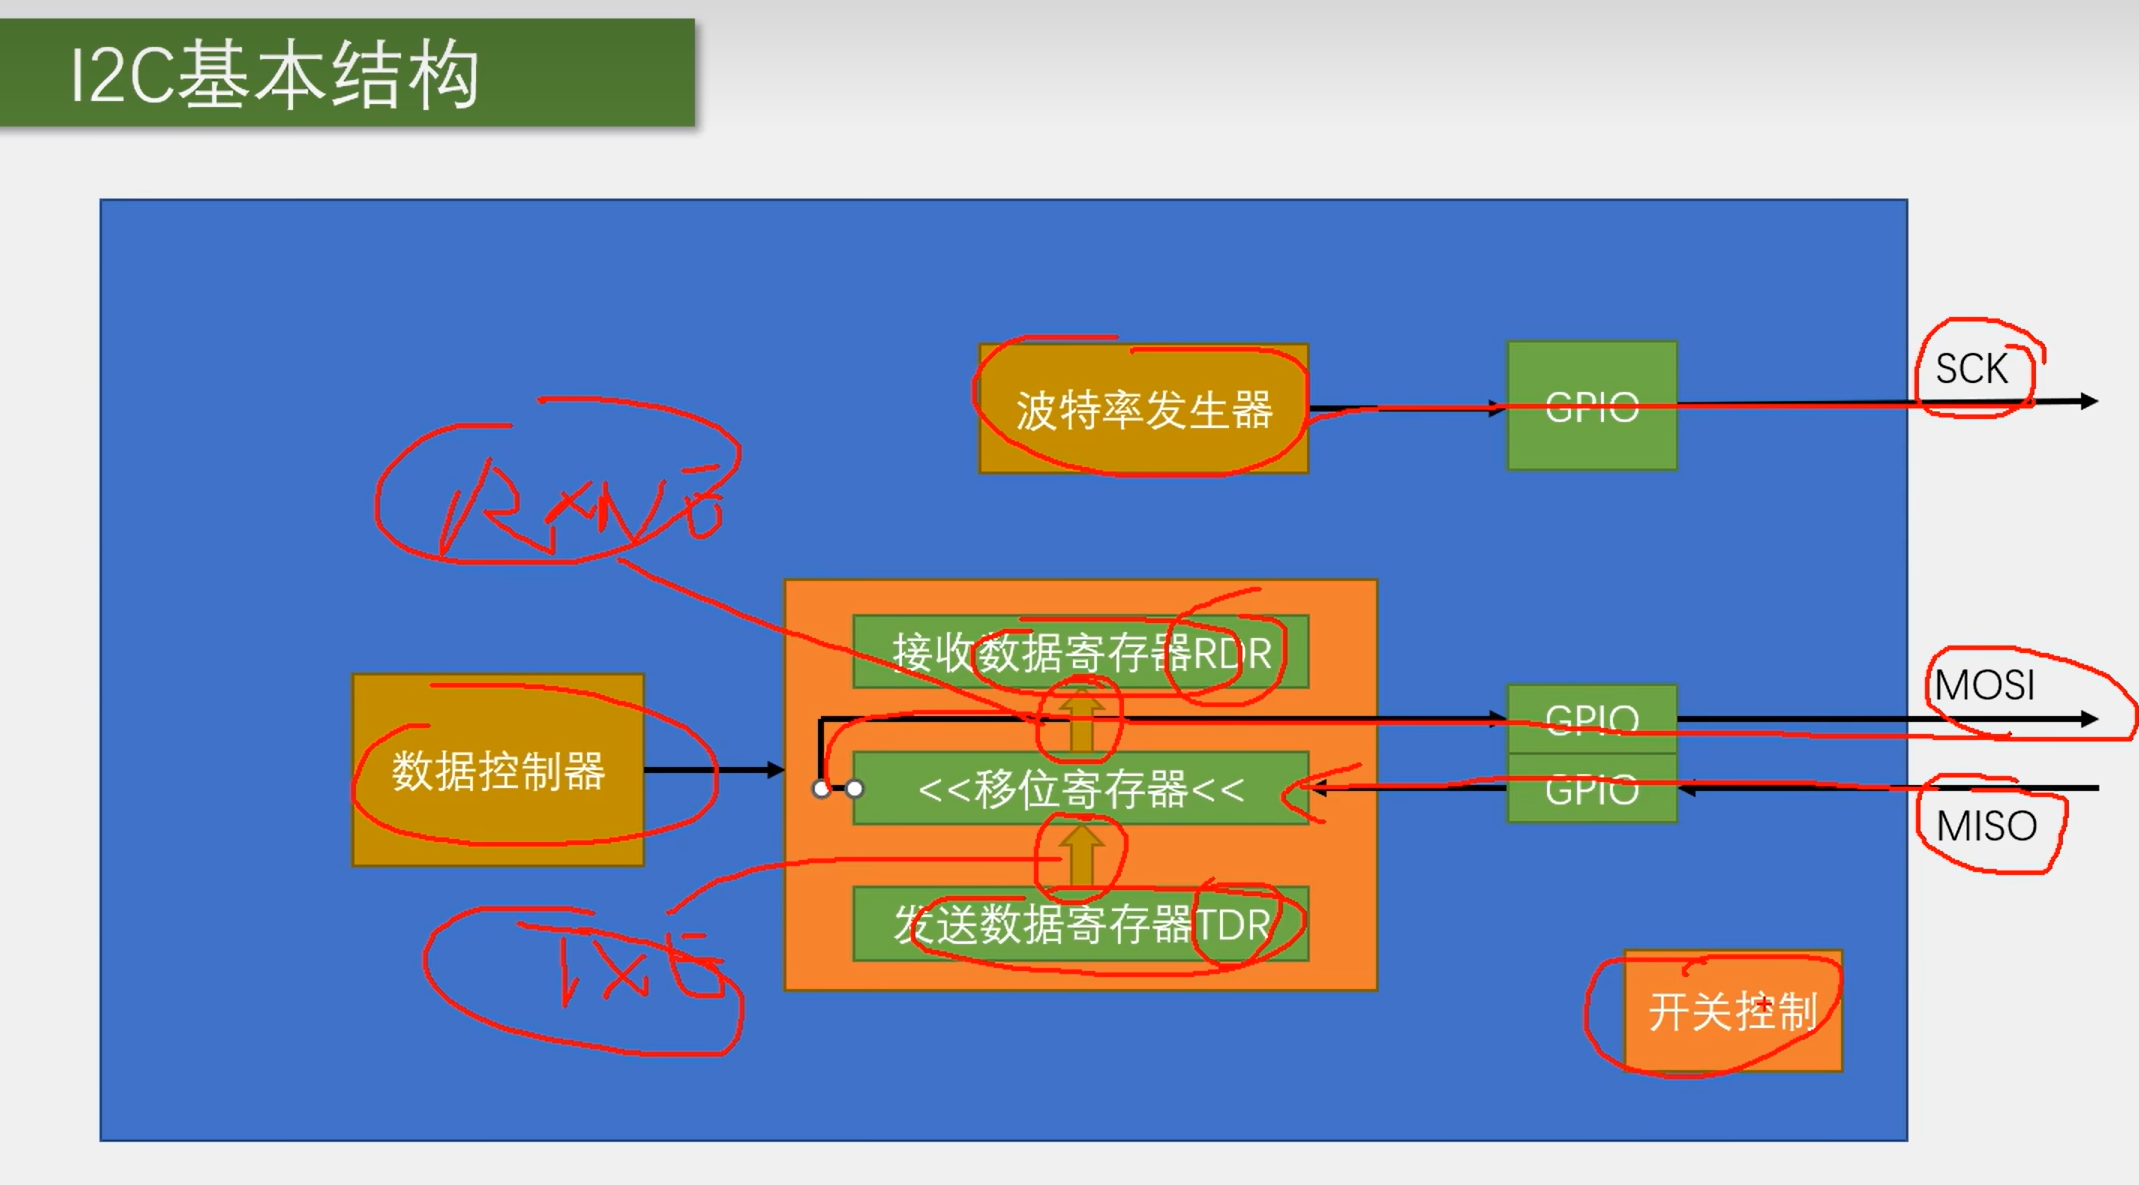 I2C基本结构
波特率发生器
GPIO
SCK
RXNE
接收数据寄存器RDR
GPIO
MOSI
数据控制器
<<移位寄存器<<
GPIO
MISO
发送数据寄存器TDR
TXE
开关控制